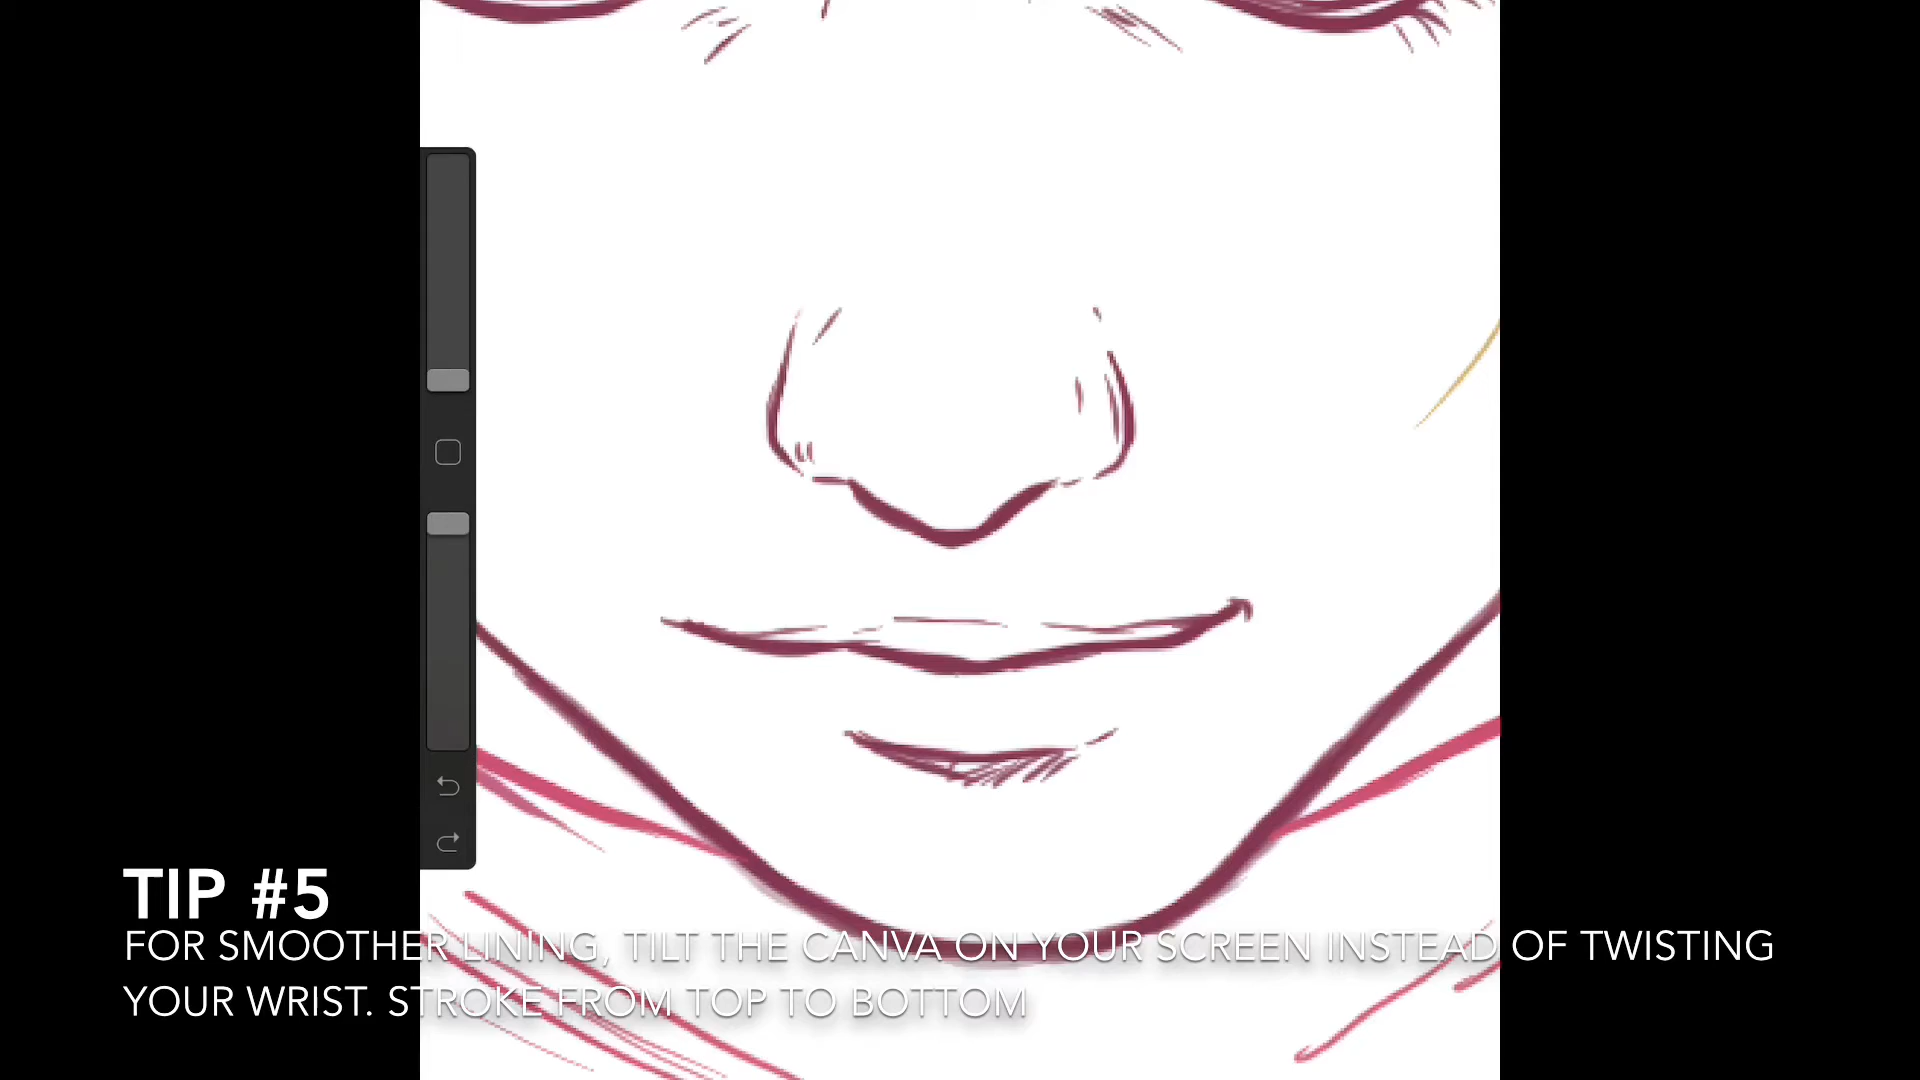 TIP #5
FOR SMOOTHER LINING, TILT THE CANVA ON YOUR SCREEN INSTEAD OF TWISTING
YOUR WRIST. STROKE FROM TOP TO BOTTOM